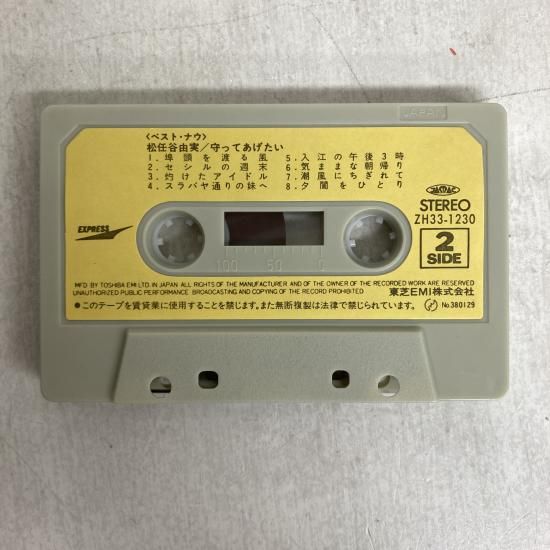 JAPAN
〈ベスト・ナウ〉
松任谷由実／守ってあげたい
1. 埠頭を渡る風
2. セシルの週末
3. 灼けたアイドル
4. スラバヤ通りの妹へ
5. 入江の午後3時
6. 気ままな朝帰り
7. 潮風にちぎれて
8. 夕闇をひとり
STEREO
ZH33-1230
2
SIDE
EXPRESS
100 50 0
MFD. BY TOSHIBA EMI LTD. IN JAPAN ALL RIGHTS OF THE MANUFACTURER AND OF THE OWNER OF THE RECORDED WORK ARE RESERVED
UNAUTHORIZED PUBLIC PERFORMANCE BROADCASTING AND COPYING OF THE RECORD PROHIBITED
東芝EMI株式会社
●このテープを賃貸業に使用することを禁じます。また無断複製は法律で禁じられています。
No.380129